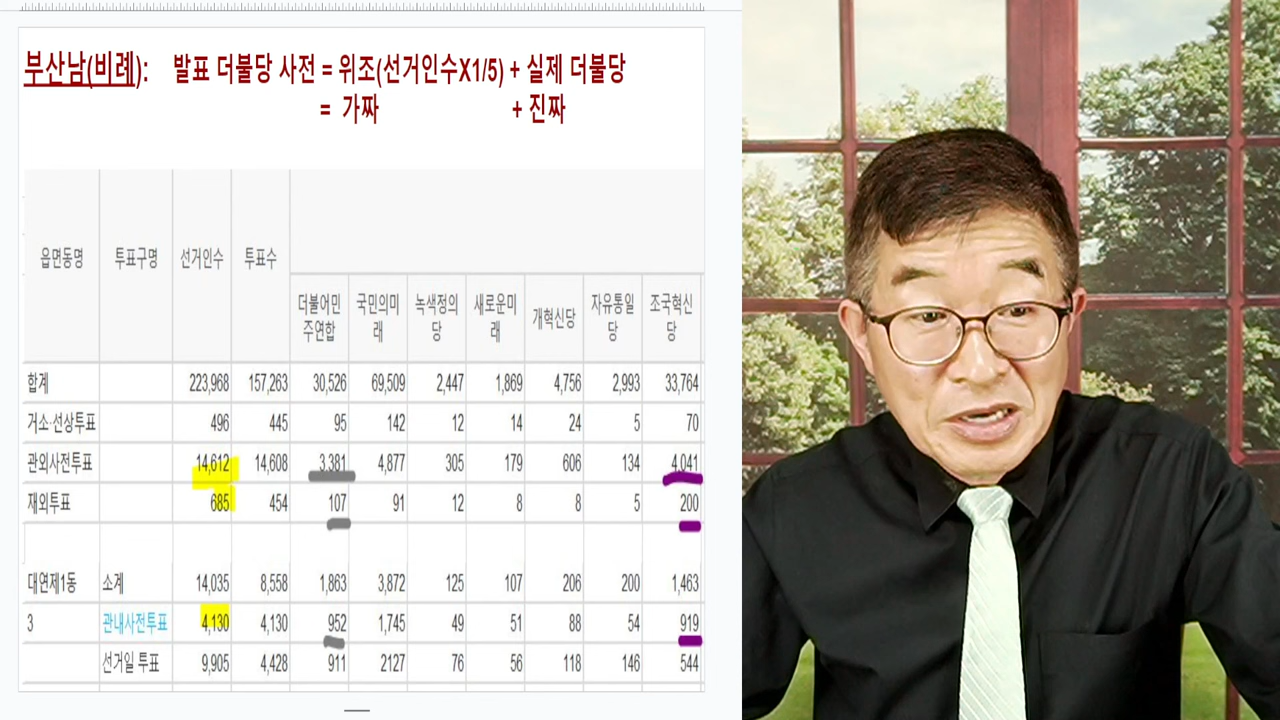 부산남(비례): 발표 더불당 사전 = 위조(선거인수X1/5) + 실제 더불당
= 가짜 + 진짜
읍면동명 투표구명 선거인수 투표수
더불어민주연합 국민의미래 녹색정의당 새로운미래 개혁신당 자유통일당 조국혁신당
합계 223,968 157,263 30,526 69,509 2,447 1,869 4,756 2,993 33,764
거소·선상투표 496 445 95 142 12 14 24 5 70
관외사전투표 14,612 14,608 3,381 4,877 305 179 606 134 4,041
재외투표 685 454 107 91 12 8 8 5 200
대연제1동 소계 14,035 8,558 1,863 3,872 125 107 206 200 1,463
3 관내사전투표 4,130 4,130 952 1,745 49 51 88 54 919
선거일 투표 9,905 4,428 911 2127 76 56 118 146 544